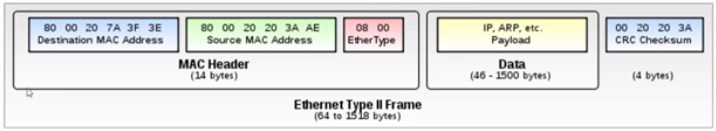 80 00 20 7A 3F 3E
Destination MAC Address
80 00 20 20 3A AE
Source MAC Address
08 00
EtherType
IP, ARP, etc.
Payload
00 20 20 3A
CRC Checksum
MAC Header
(14 bytes)
Data
(46 - 1500 bytes)
(4 bytes)
Ethernet Type II Frame
(64 to 1518 bytes)